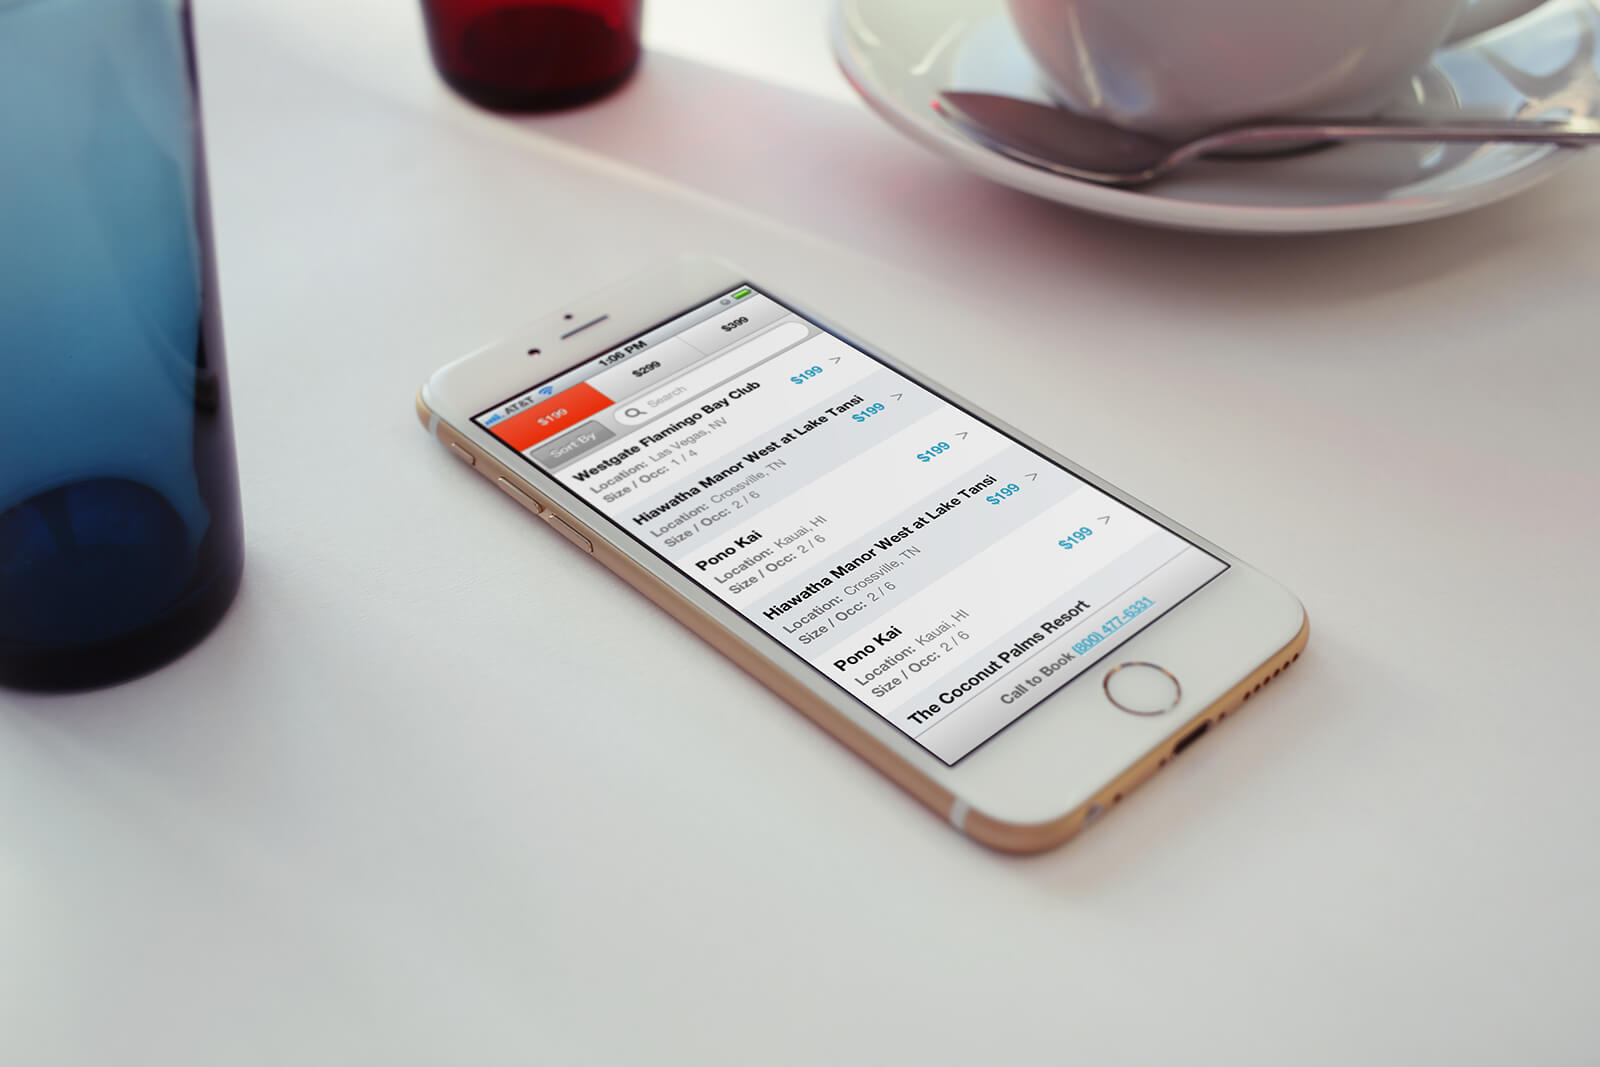 AT&T 1:06 PM
$199 $299 $399
Sort By Search
Westgate Flamingo Bay Club
Location: Las Vegas, NV
Size / Occ: 1 / 4
$199
Hiawatha Manor West at Lake Tansi
Location: Crossville, TN
Size / Occ: 2 / 6
$199
Pono Kai
Location: Kauai, HI
Size / Occ: 2 / 6
$199
Hiawatha Manor West at Lake Tansi
Location: Crossville, TN
Size / Occ: 2 / 6
$199
Pono Kai
Location: Kauai, HI
Size / Occ: 2 / 6
$199
The Coconut Palms Resort
Call to Book (800) 477-6331